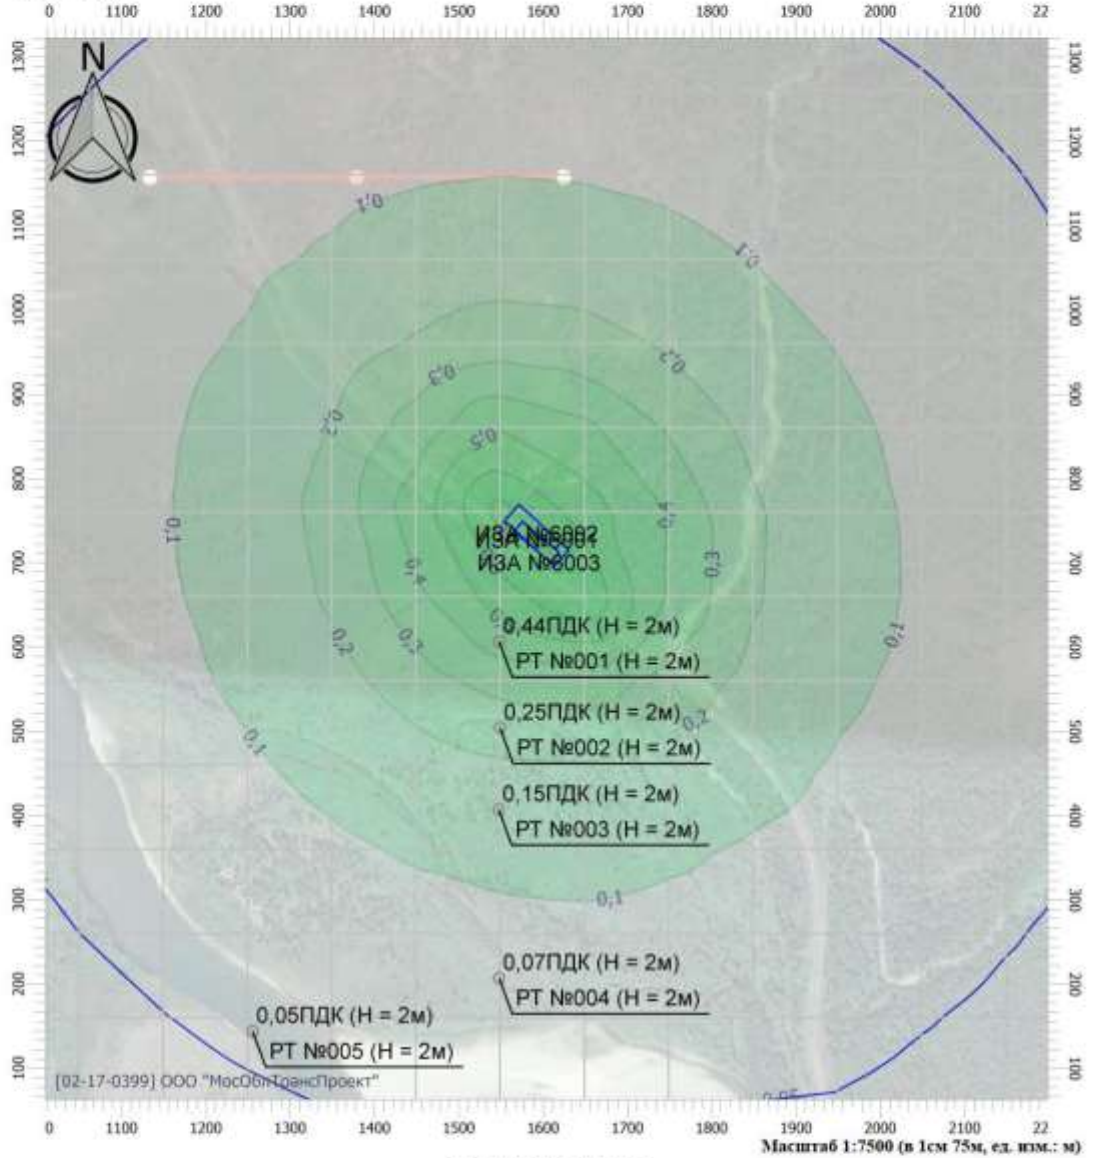 0 1100 1200 1300 1400 1500 1600 1700 1800 1900 2000 2100 22
1300 1300
N
1200 1200
0,1
1100 1100
0,1
1000 1000
0,2
0,3
900 900
0,2
0,5
800 800
0,4
0,1
ИЗА №6002
ИЗА №6001
ИЗА №6003
700 700
0,3
0,4
0,44ПДК (Н = 2м)
0,2
0,1
600 600
РТ №001 (Н = 2м)
0,25ПДК (Н = 2м)
0,2
500 500
0,1
РТ №002 (Н = 2м)
0,15ПДК (Н = 2м)
400 400
РТ №003 (Н = 2м)
300 300
0,1
0,07ПДК (Н = 2м)
200 200
РТ №004 (Н = 2м)
0,05ПДК (Н = 2м)
РТ №005 (Н = 2м)
100 100
[02-17-0399] ООО "МосОблТрансПроект"
0 1100 1200 1300 1400 1500 1600 1700 1800 1900 2000 2100 22
Масштаб 1:7500 (в 1см 75м, ед. изм.: м)